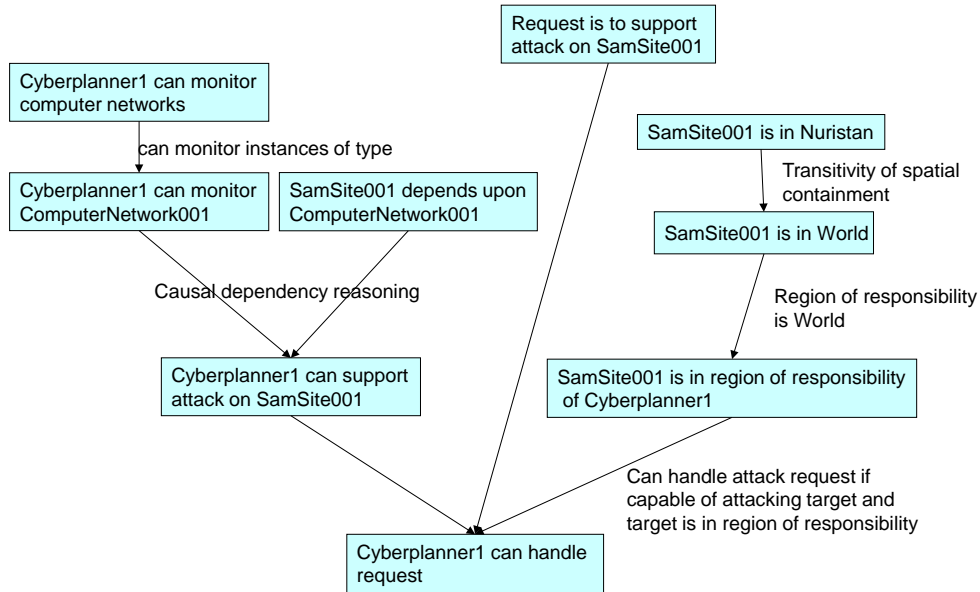 Request is to support
attack on SamSite001
Cyberplanner1 can monitor
computer networks
can monitor instances of type
SamSite001 is in Nuristan
Transitivity of spatial
containment
Cyberplanner1 can monitor
ComputerNetwork001
SamSite001 depends upon
ComputerNetwork001
SamSite001 is in World
Causal dependency reasoning
Region of responsibility
is World
Cyberplanner1 can support
attack on SamSite001
SamSite001 is in region of responsibility
of Cyberplanner1
Can handle attack request if
capable of attacking target and
target is in region of responsibility
Cyberplanner1 can handle
request